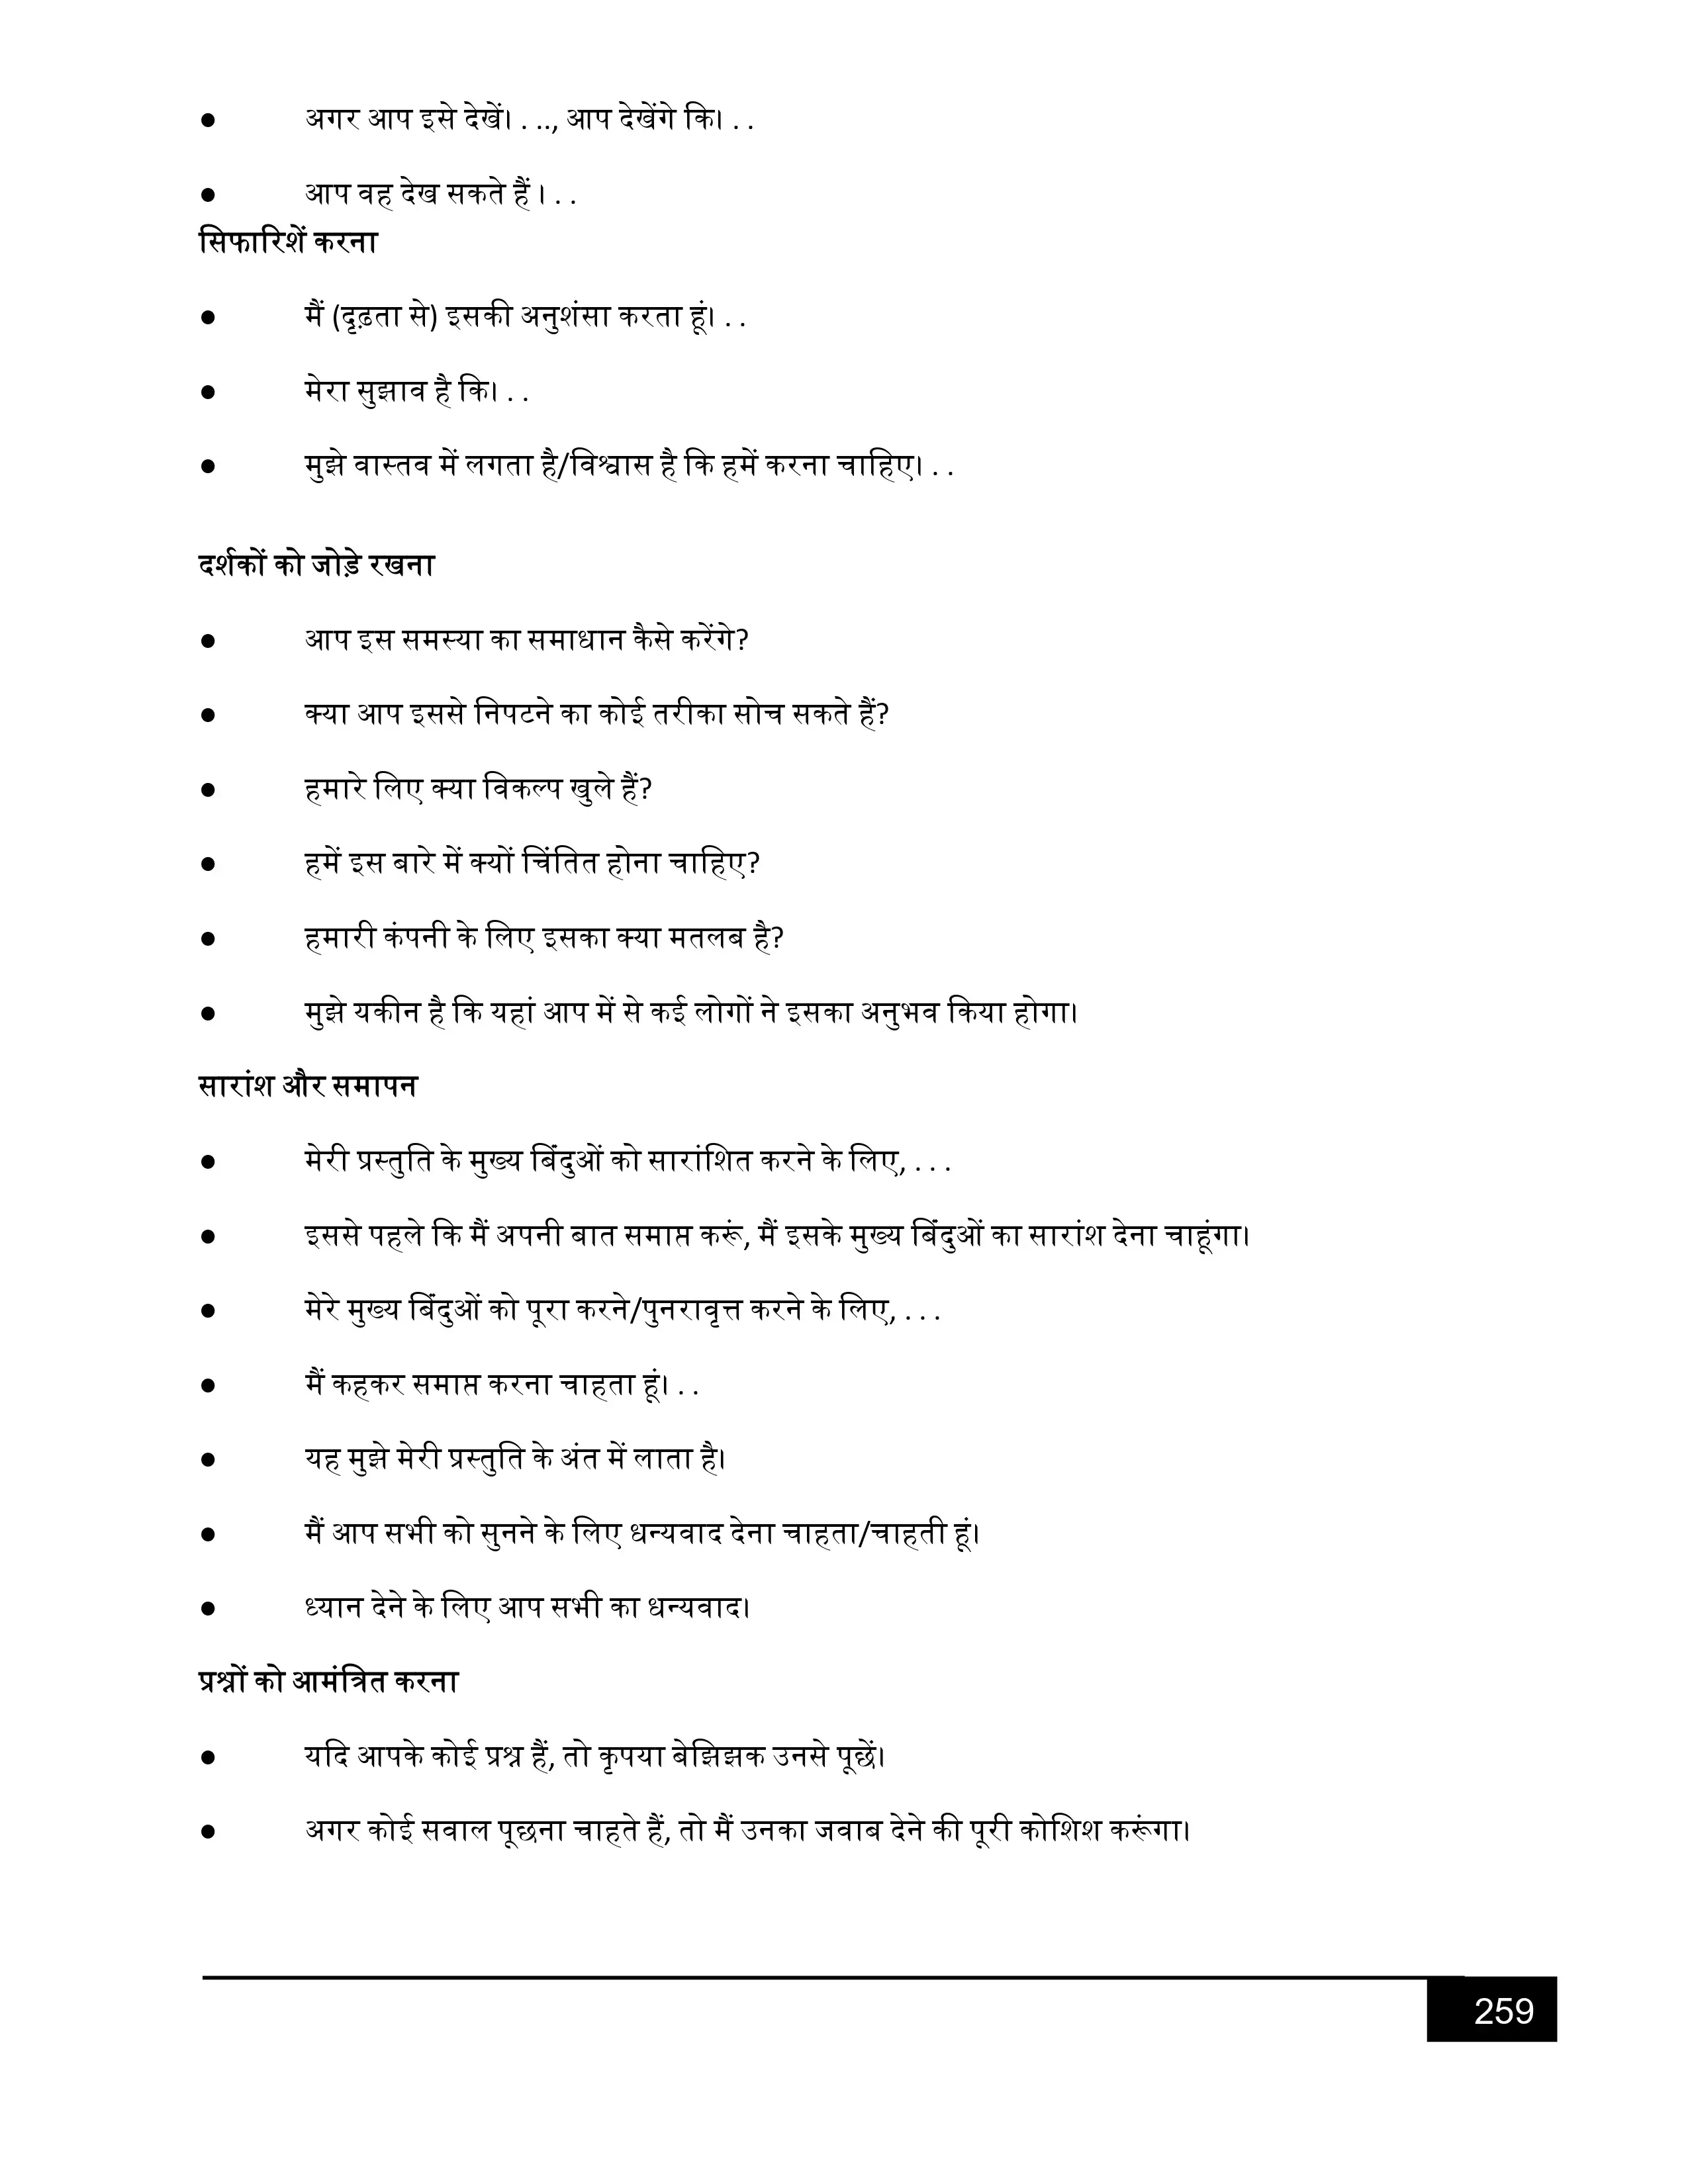 ● अगर आप इसे देखें। . .., आप देखेंगे कि। . .
● आप वह देख सकते हैं । . .
सिफारिशें करना
● मैं (दृढ़ता से) इसकी अनुशंसा करता हूं। . .
● मेरा सुझाव है कि। . .
● मुझे वास्तव में लगता है/विश्वास है कि हमें करना चाहिए। . .
दर्शकों को जोड़े रखना
● आप इस समस्या का समाधान कैसे करेंगे?
● क्या आप इससे निपटने का कोई तरीका सोच सकते हैं?
● हमारे लिए क्या विकल्प खुले हैं?
● हमें इस बारे में क्यों चिंतित होना चाहिए?
● हमारी कंपनी के लिए इसका क्या मतलब है?
● मुझे यकीन है कि यहां आप में से कई लोगों ने इसका अनुभव किया होगा।
सारांश और समापन
● मेरी प्रस्तुति के मुख्य बिंदुओं को सारांशित करने के लिए, . . .
● इससे पहले कि मैं अपनी बात समाप्त करूं, मैं इसके मुख्य बिंदुओं का सारांश देना चाहूंगा।
● मेरे मुख्य बिंदुओं को पूरा करने/पुनरावृत्त करने के लिए, . . .
● मैं कहकर समाप्त करना चाहता हूं। . .
● यह मुझे मेरी प्रस्तुति के अंत में लाता है।
● मैं आप सभी को सुनने के लिए धन्यवाद देना चाहता/चाहती हूं।
● ध्यान देने के लिए आप सभी का धन्यवाद।
प्रश्नों को आमंत्रित करना
● यदि आपके कोई प्रश्न हैं, तो कृपया बेझिझक उनसे पूछें।
● अगर कोई सवाल पूछना चाहते हैं, तो मैं उनका जवाब देने की पूरी कोशिश करूंगा।
259